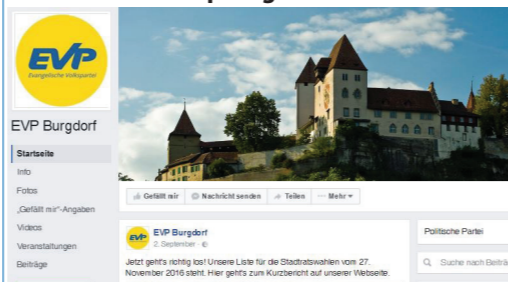 EVP
Evangelische Volkspartei
EVP Burgdorf
Startseite
Info
Fotos
„Gefällt mir"-Angaben
Videos
Veranstaltungen
Beiträge
Gefällt mir
Nachricht senden
Teilen
Mehr
EVP
EVP Burgdorf
2. September
Jetzt geht's richtig los! Unsere Liste für die Stadtratswahlen vom 27.
November 2016 steht. Hier geht's zum Kurzbericht auf unserer Webseite.
Politische Partei
Suche nach